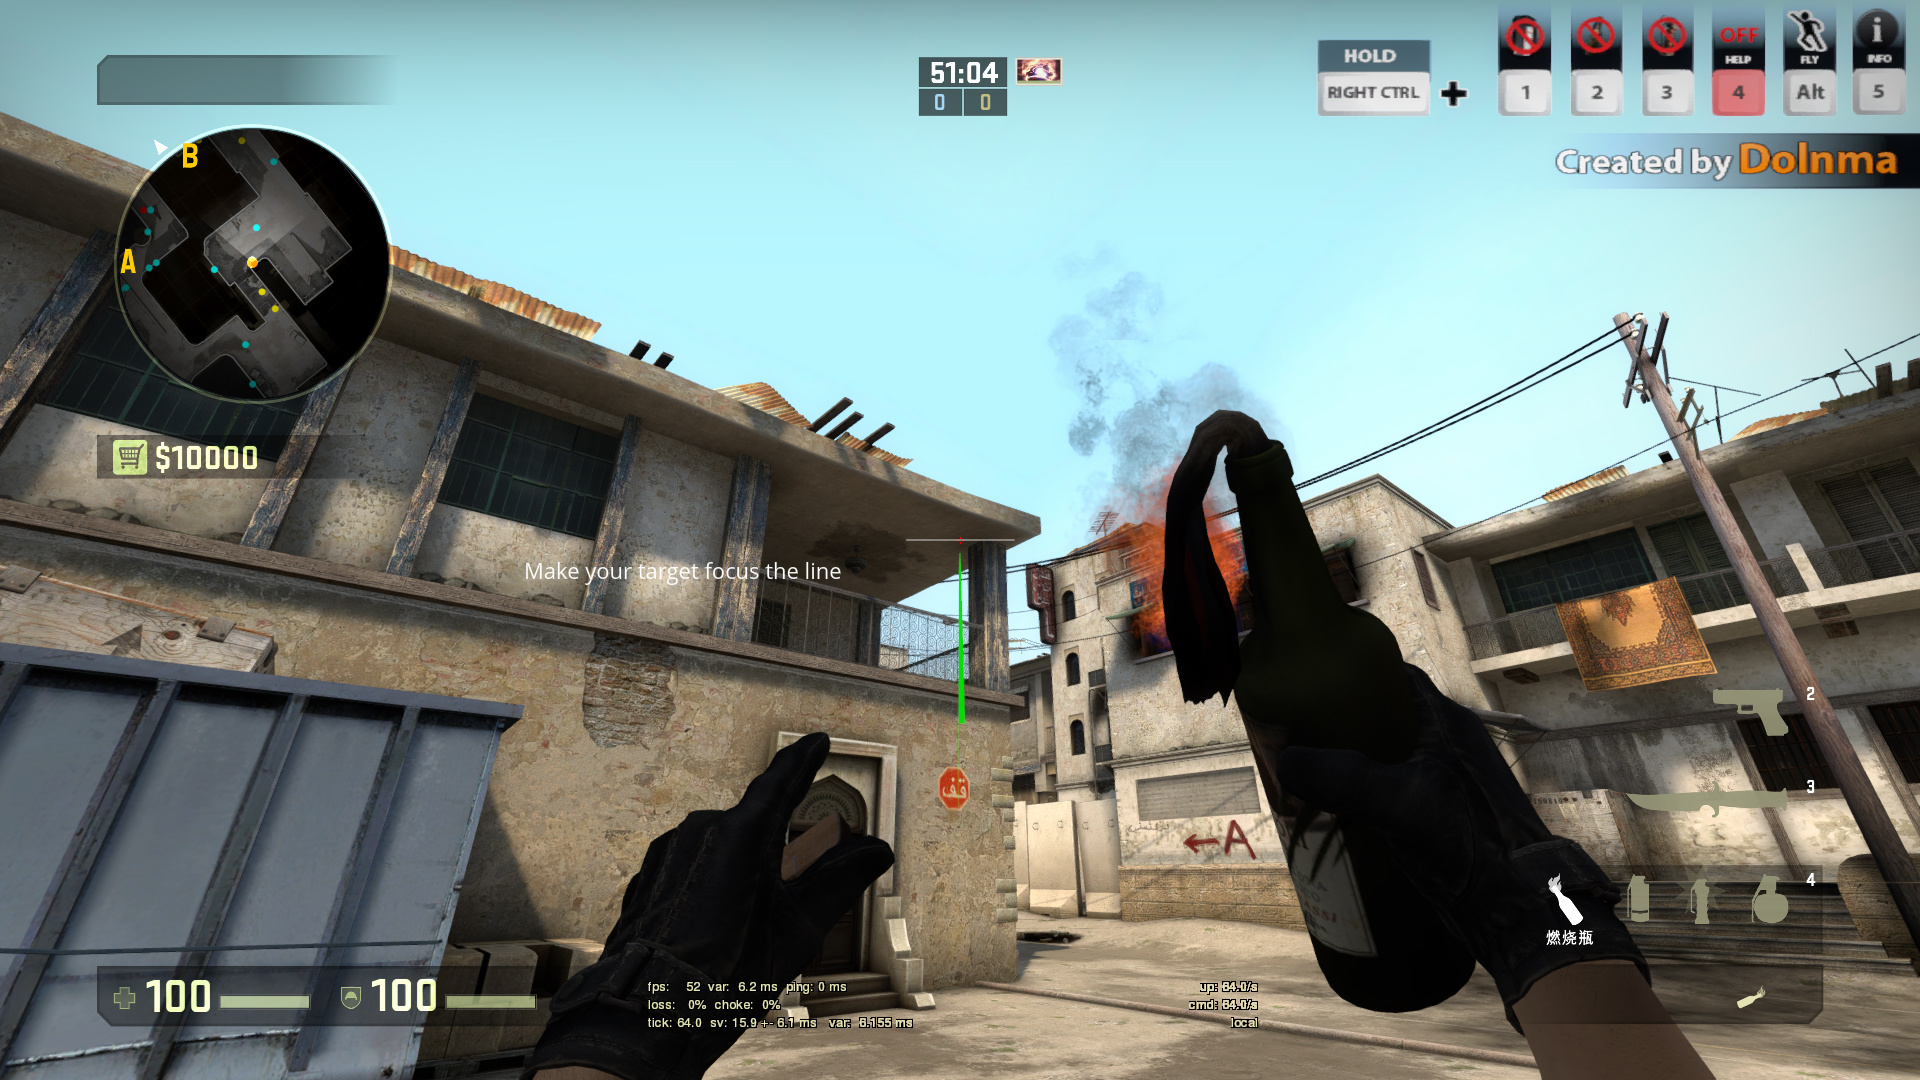 51:04
0 0
HOLD
RIGHT CTRL
OFF
HELP
FLY
INFO
1 2 3 4 Alt 5
Created by Dolnma
B
A
$10000
Make your target focus the line
قف
←A
2
3
4
燃烧瓶
100
100
fps: 52 var: 6.2 ms ping: 0 ms
loss: 0% choke: 0%
tick: 64.0 sv: 15.9 +- 6.1 ms var: 6.155 ms
up: 64.0/s
cmd: 64.0/s
local